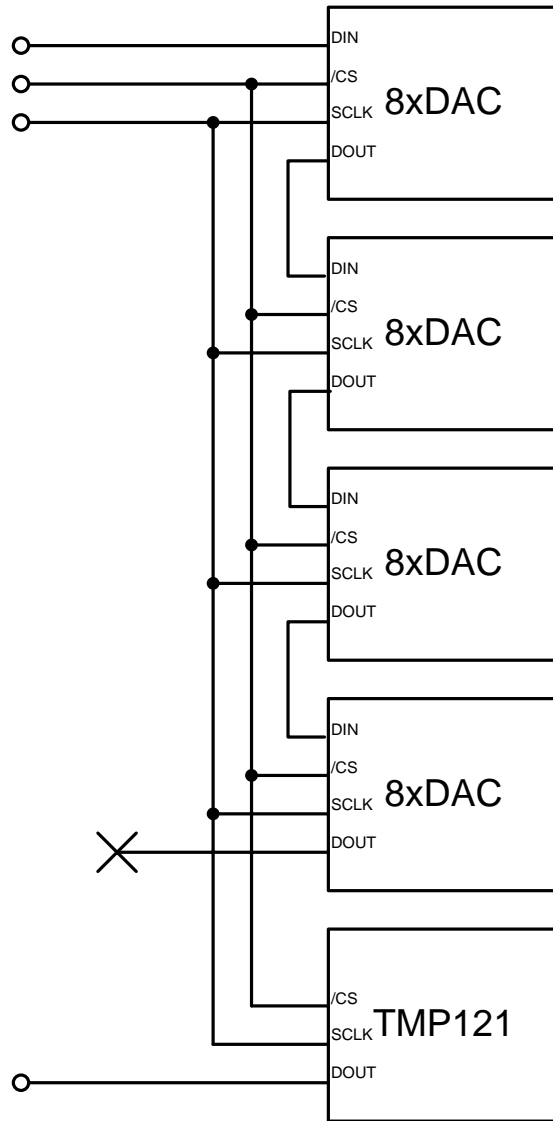 DIN
/CS
8xDAC
SCLK
DOUT
DIN
/CS
8xDAC
SCLK
DOUT
DIN
/CS
8xDAC
SCLK
DOUT
DIN
/CS
8xDAC
SCLK
DOUT
/CS
TMP121
SCLK
DOUT